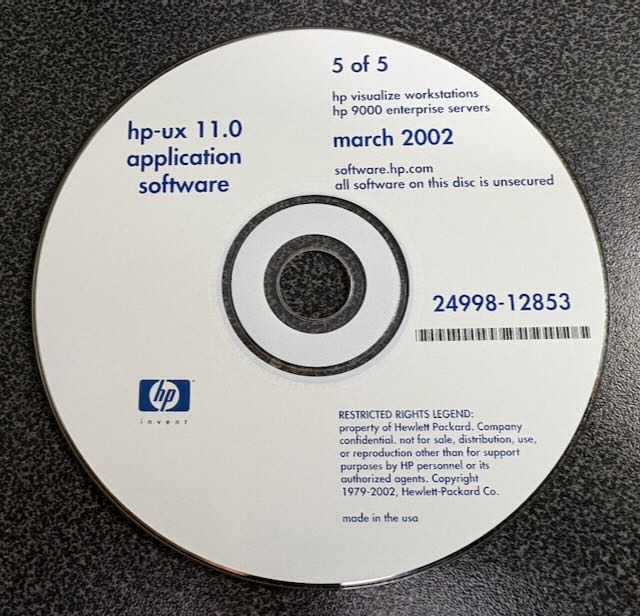 5 of 5
hp visualize workstations
hp 9000 enterprise servers
march 2002
software.hp.com
all software on this disc is unsecured
hp-ux 11.0
application
software
24998-12853
hp
invent
RESTRICTED RIGHTS LEGEND:
property of Hewlett Packard. Company
confidential. not for sale, distribution, use,
or reproduction other than for support
purposes by HP personnel or its
authorized agents. Copyright
1979-2002, Hewlett-Packard Co.
made in the usa